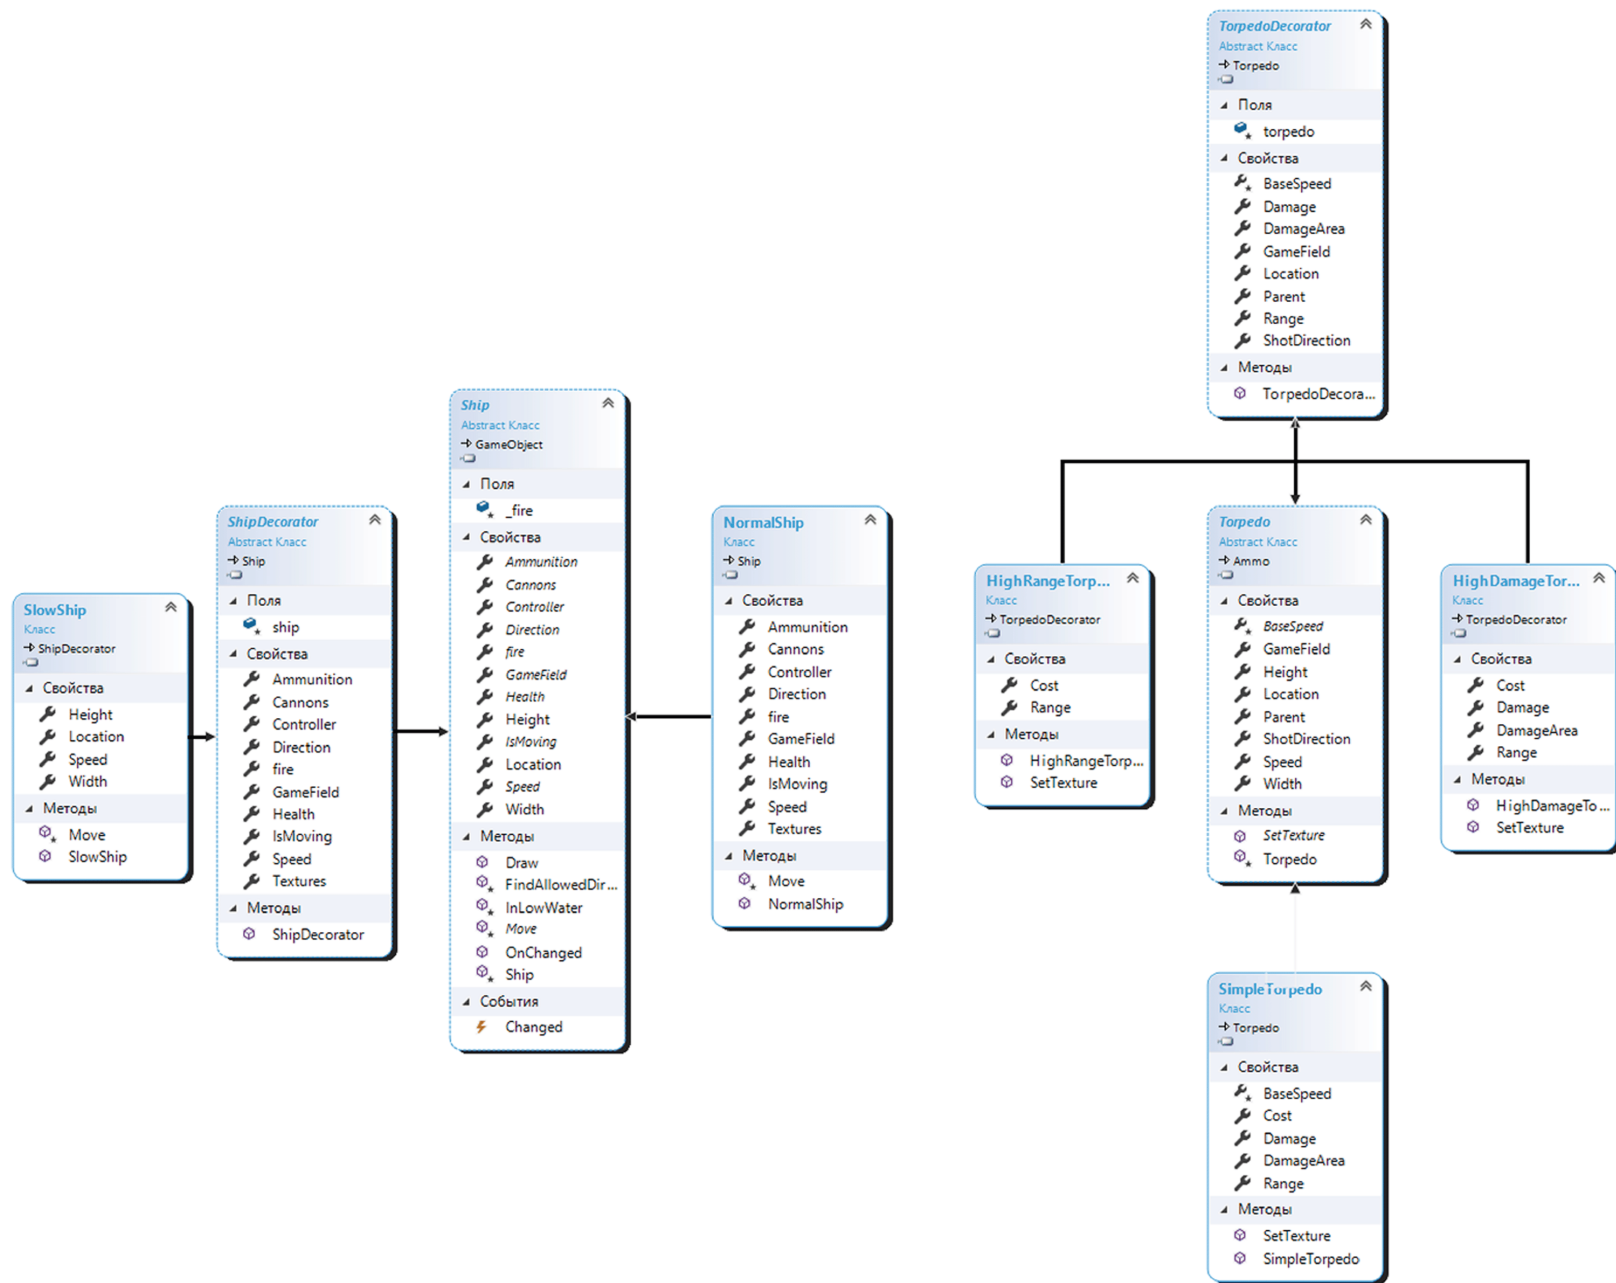 SlowShip
Класс
ShipDecorator
Свойства
Height
Location
Speed
Width
Методы
Move
SlowShip
ShipDecorator
Abstract Класс
Ship
Поля
ship
Свойства
Ammunition
Cannons
Controller
Direction
fire
GameField
Health
IsMoving
Speed
Textures
Методы
ShipDecorator
Ship
Abstract Класс
GameObject
Поля
_fire
Свойства
Ammunition
Cannons
Controller
Direction
fire
GameField
Health
Height
IsMoving
Location
Speed
Width
Методы
Draw
FindAllowedDir...
InLowWater
Move
OnChanged
Ship
События
Changed
NormalShip
Класс
Ship
Свойства
Ammunition
Cannons
Controller
Direction
fire
GameField
Health
IsMoving
Speed
Textures
Методы
Move
NormalShip
TorpedoDecorator
Abstract Класс
Torpedo
Поля
torpedo
Свойства
BaseSpeed
Damage
DamageArea
GameField
Location
Parent
Range
ShotDirection
Методы
TorpedoDecora...
HighRangeTorp...
Класс
TorpedoDecorator
Свойства
Cost
Range
Методы
HighRangeTorp...
SetTexture
Torpedo
Abstract Класс
Ammo
Свойства
BaseSpeed
GameField
Height
Location
Parent
ShotDirection
Speed
Width
Методы
SetTexture
Torpedo
HighDamageTor...
Класс
TorpedoDecorator
Свойства
Cost
Damage
DamageArea
Range
Методы
HighDamageTo...
SetTexture
SimpleTorpedo
Класс
Torpedo
Свойства
BaseSpeed
Cost
Damage
DamageArea
Range
Методы
SetTexture
SimpleTorpedo